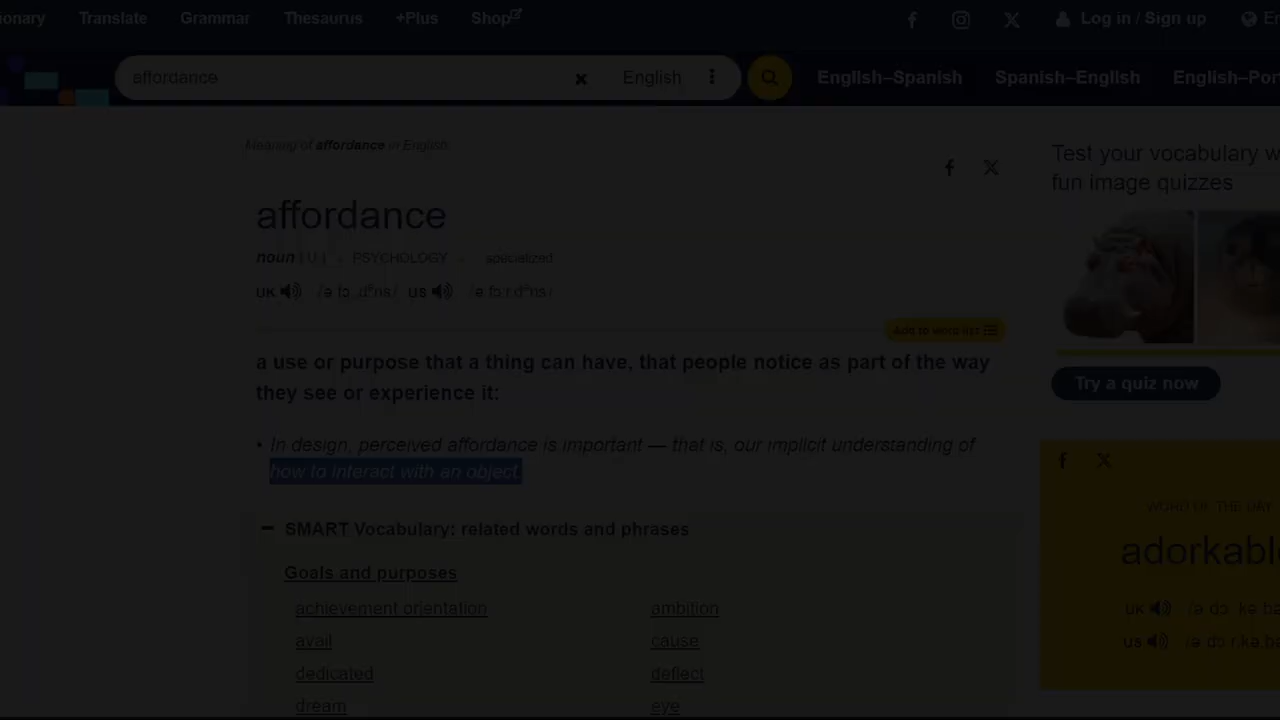 ionary Translate Grammar Thesaurus +Plus Shop Log in / Sign up
affordance English English–Spanish Spanish–English
Meaning of affordance in English
affordance
noun [ U ] PSYCHOLOGY specialized
UK US
Add to word list
a use or purpose that a thing can have, that people notice as part of the way
they see or experience it:
• In design, perceived affordance is important — that is, our implicit understanding of
how to interact with an object.
SMART Vocabulary: related words and phrases
Goals and purposes
achievement orientation ambition
avail cause
dedicated deflect
dream eye
Test your vocabulary w
fun image quizzes
Try a quiz now
WORD OF THE DAY
adorkabl
UK
US